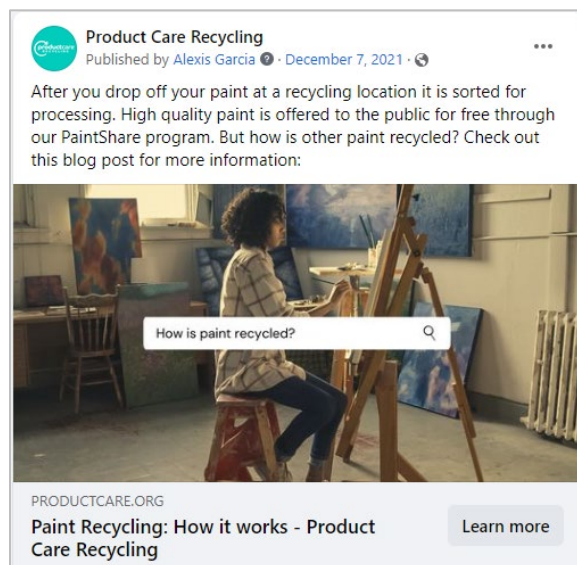 Product Care Recycling
Published by Alexis Garcia · December 7, 2021 ·
After you drop off your paint at a recycling location it is sorted for
processing. High quality paint is offered to the public for free through
our PaintShare program. But how is other paint recycled? Check out
this blog post for more information:
How is paint recycled?
PRODUCTCARE.ORG
Paint Recycling: How it works - Product
Care Recycling
Learn more